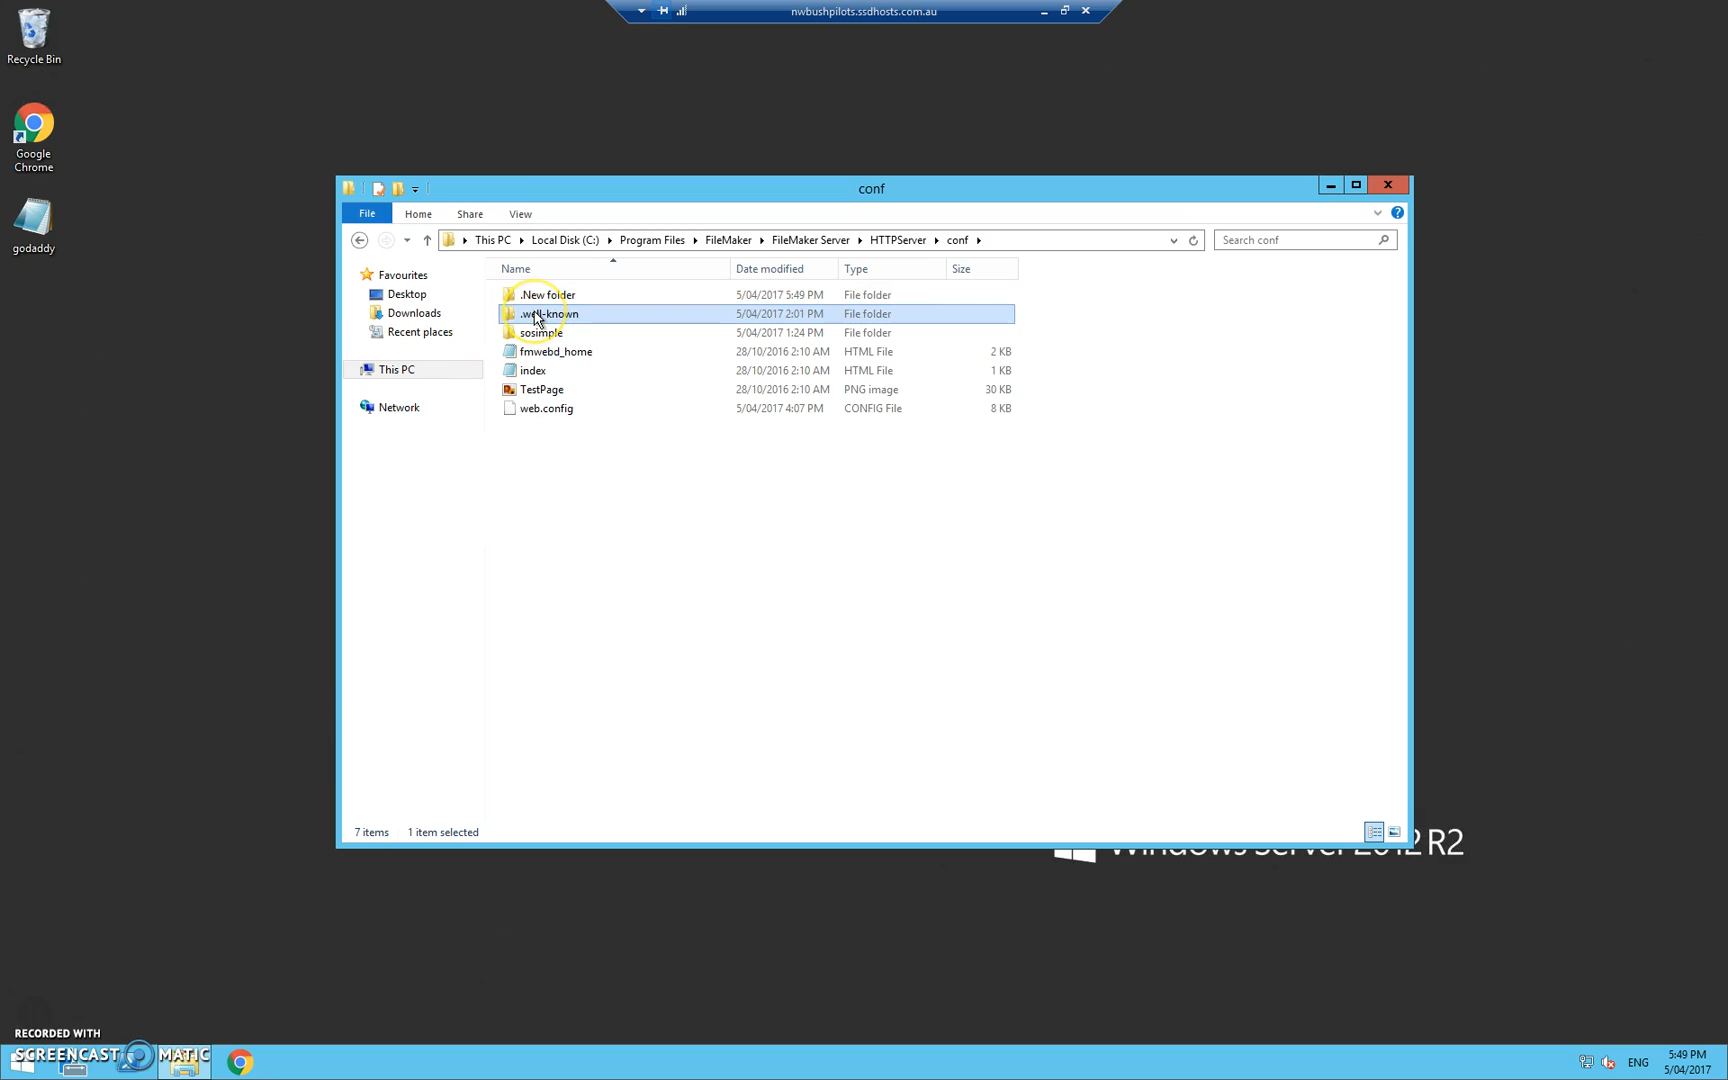 nwbushpilots.ssdhosts.com.au
Recycle Bin
Google
Chrome
godaddy
conf
File Home Share View
This PC Local Disk (C:) Program Files FileMaker FileMaker Server HTTPServer conf
Search conf
Name Date modified Type Size
Favourites
Desktop
Downloads
Recent places
This PC
Network
.New folder 5/04/2017 5:49 PM File folder
.well-known 5/04/2017 2:01 PM File folder
sosimple 5/04/2017 1:24 PM File folder
fmwebd_home 28/10/2016 2:10 AM HTML File 2 KB
index 28/10/2016 2:10 AM HTML File 1 KB
TestPage 28/10/2016 2:10 AM PNG image 30 KB
web.config 5/04/2017 4:07 PM CONFIG File 8 KB
7 items 1 item selected
Windows Server 2012 R2
RECORDED WITH
SCREENCAST MATIC
ENG
5:49 PM
5/04/2017